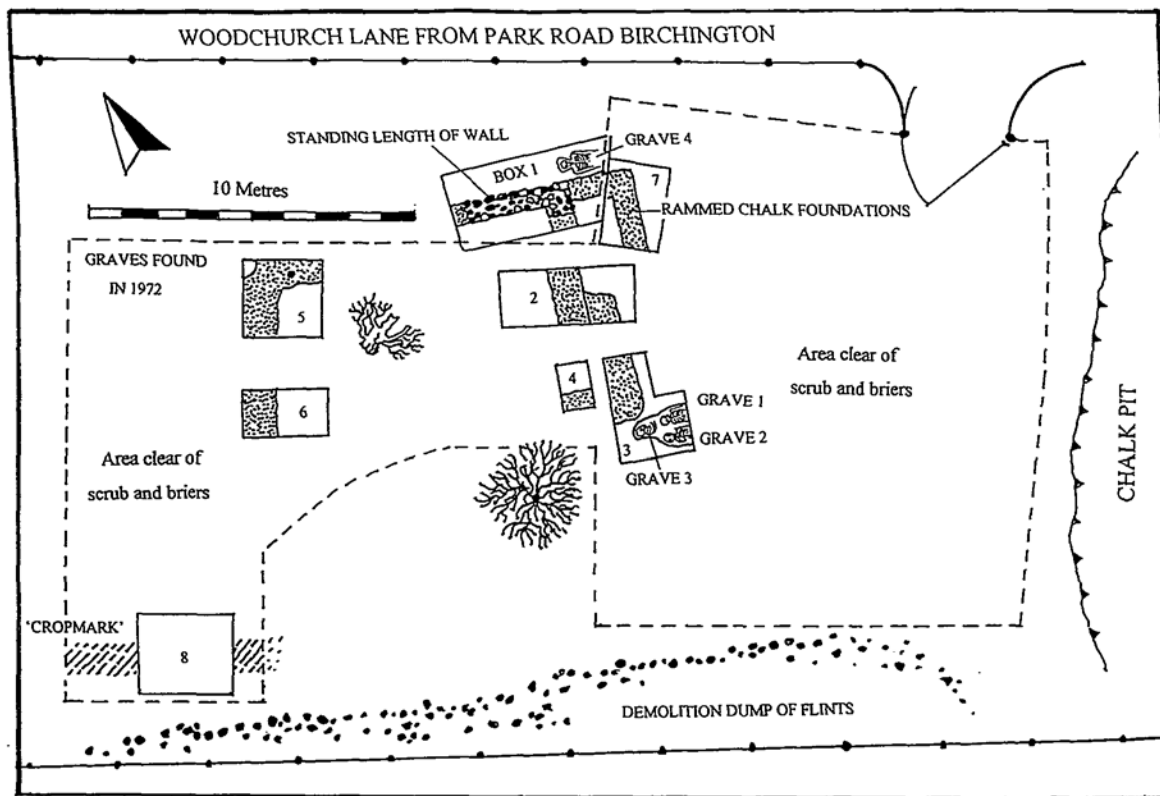 WOODCHURCH LANE FROM PARK ROAD BIRCHINGTON
STANDING LENGTH OF WALL
GRAVE 4
BOX 1
7
10 Metres
RAMMED CHALK FOUNDATIONS
GRAVES FOUND
IN 1972
5
2
Area clear of
scrub and briers
4
GRAVE 1
6
GRAVE 2
3
GRAVE 3
Area clear of
scrub and briers
CHALK PIT
'CROPMARK'
8
DEMOLITION DUMP OF FLINTS